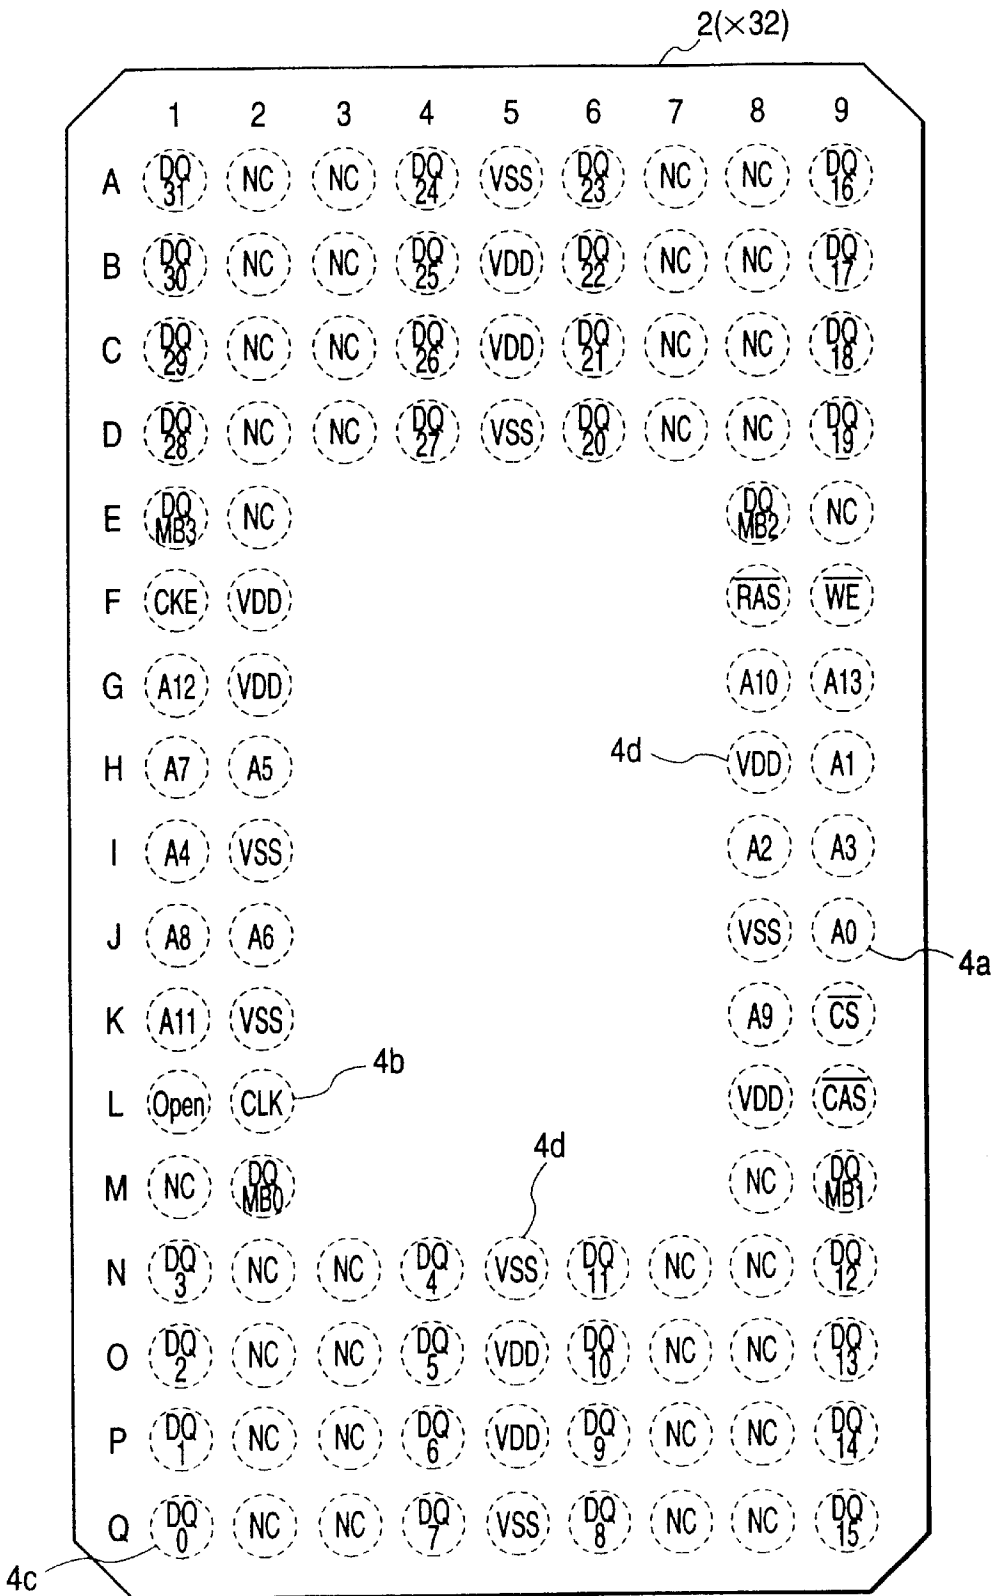 2(×32)
1 2 3 4 5 6 7 8 9
A DQ31 NC NC DQ24 VSS DQ23 NC NC DQ16
B DQ30 NC NC DQ25 VDD DQ22 NC NC DQ17
C DQ29 NC NC DQ26 VDD DQ21 NC NC DQ18
D DQ28 NC NC DQ27 VSS DQ20 NC NC DQ19
E DQMB3 NC DQMB2 NC
F CKE VDD R̅A̅S̅ W̅E̅
G A12 VDD A10 A13
H A7 A5 4d VDD A1
I A4 VSS A2 A3
J A8 A6 VSS A0
4a
K A11 VSS A9 C̅S̅
4b
L Open CLK VDD C̅A̅S̅
4d
M NC DQMB0 NC DQMB1
N DQ3 NC NC DQ4 VSS DQ11 NC NC DQ12
O DQ2 NC NC DQ5 VDD DQ10 NC NC DQ13
P DQ1 NC NC DQ6 VDD DQ9 NC NC DQ14
Q DQ0 NC NC DQ7 VSS DQ8 NC NC DQ15
4c